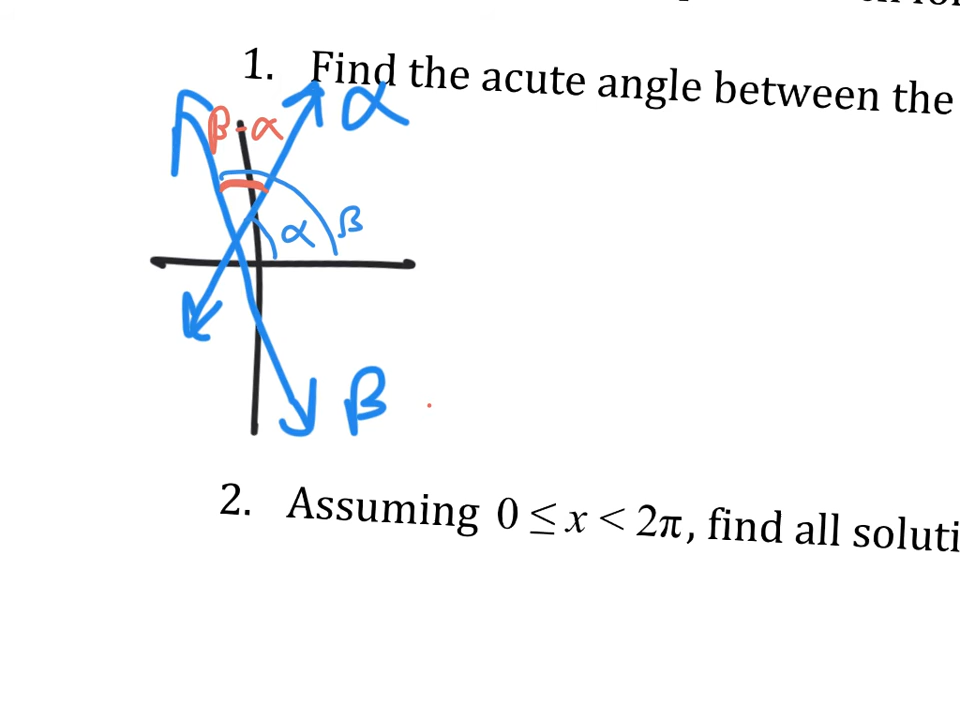 1. Find the acute angle between the
α
β-α
α β
β
2. Assuming 0 ≤ x < 2π, find all soluti